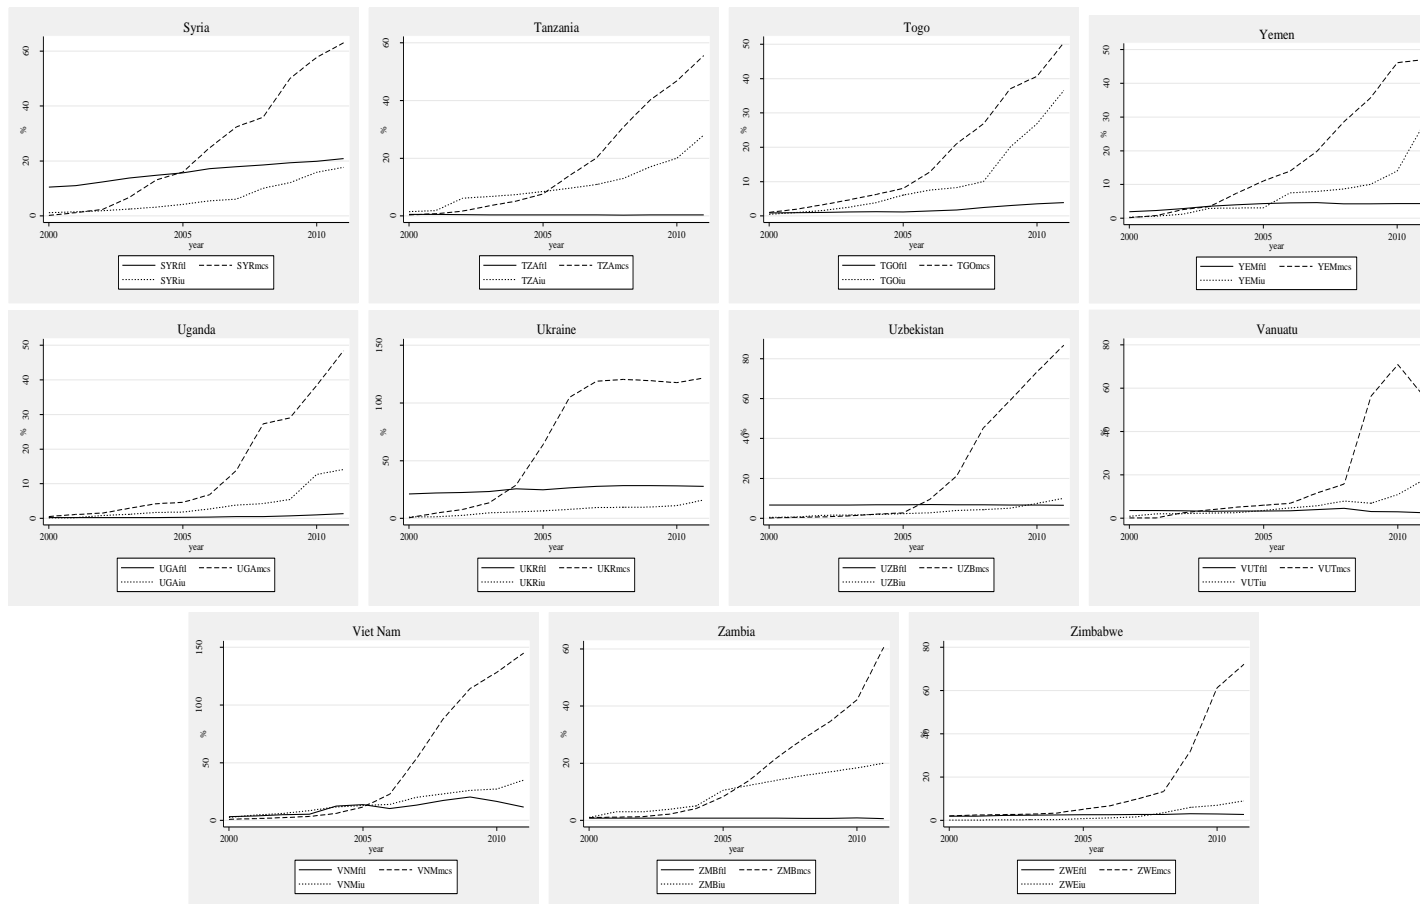 Syria
60
40
%
20
0
2000 2005 2010
year
SYRftl SYRmcs
SYRiu
Tanzania
60
40
%
20
0
2000 2005 2010
year
TZAftl TZAmcs
TZAiu
Togo
50
40
30
%
20
10
0
2000 2005 2010
year
TGOftl TGOmcs
TGOiu
Yemen
50
40
30
%
20
10
0
2000 2005 2010
year
YEMftl YEMmcs
YEMiu
Uganda
50
40
30
%
20
10
0
2000 2005 2010
year
UGAftl UGAmcs
UGAiu
Ukraine
150
100
%
50
0
2000 2005 2010
year
UKRftl UKRmcs
UKRiu
Uzbekistan
80
60
40
%
20
0
2000 2005 2010
year
UZBftl UZBmcs
UZBiu
Vanuatu
80
60
40
%
20
0
2000 2005 2010
year
VUTftl VUTmcs
VUTiu
Viet Nam
150
100
%
50
0
2000 2005 2010
year
VNMftl VNMmcs
VNMiu
Zambia
60
40
%
20
0
2000 2005 2010
year
ZMBftl ZMBmcs
ZMBiu
Zimbabwe
80
60
40
%
20
0
2000 2005 2010
year
ZWEftl ZWEmcs
ZWEiu